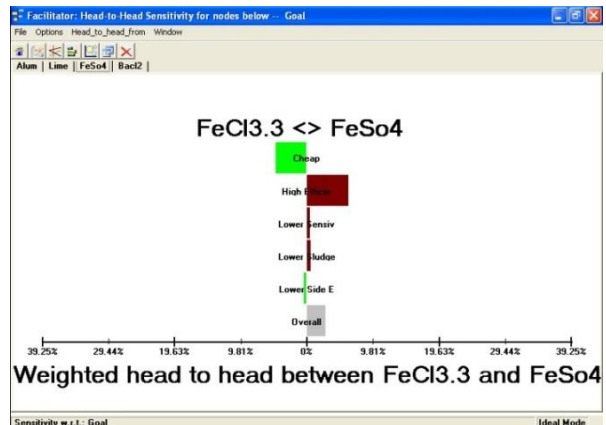 Facilitator: Head-to-Head Sensitivity for nodes below -- Goal
File Options Head_to_head_from Window
Alum | Lime | FeSo4 | Bacl2 |
FeCl3.3 <> FeSo4
Cheap
High
Lower Sensiv
Lower Sludge
Lower Side E
Overall
39.25% 29.44% 19.63% 9.81% 0% 9.81% 19.63% 29.44% 39.25%
Weighted head to head between FeCl3.3 and FeSo4
Sensitivity w.r.t.: Goal Ideal Mode